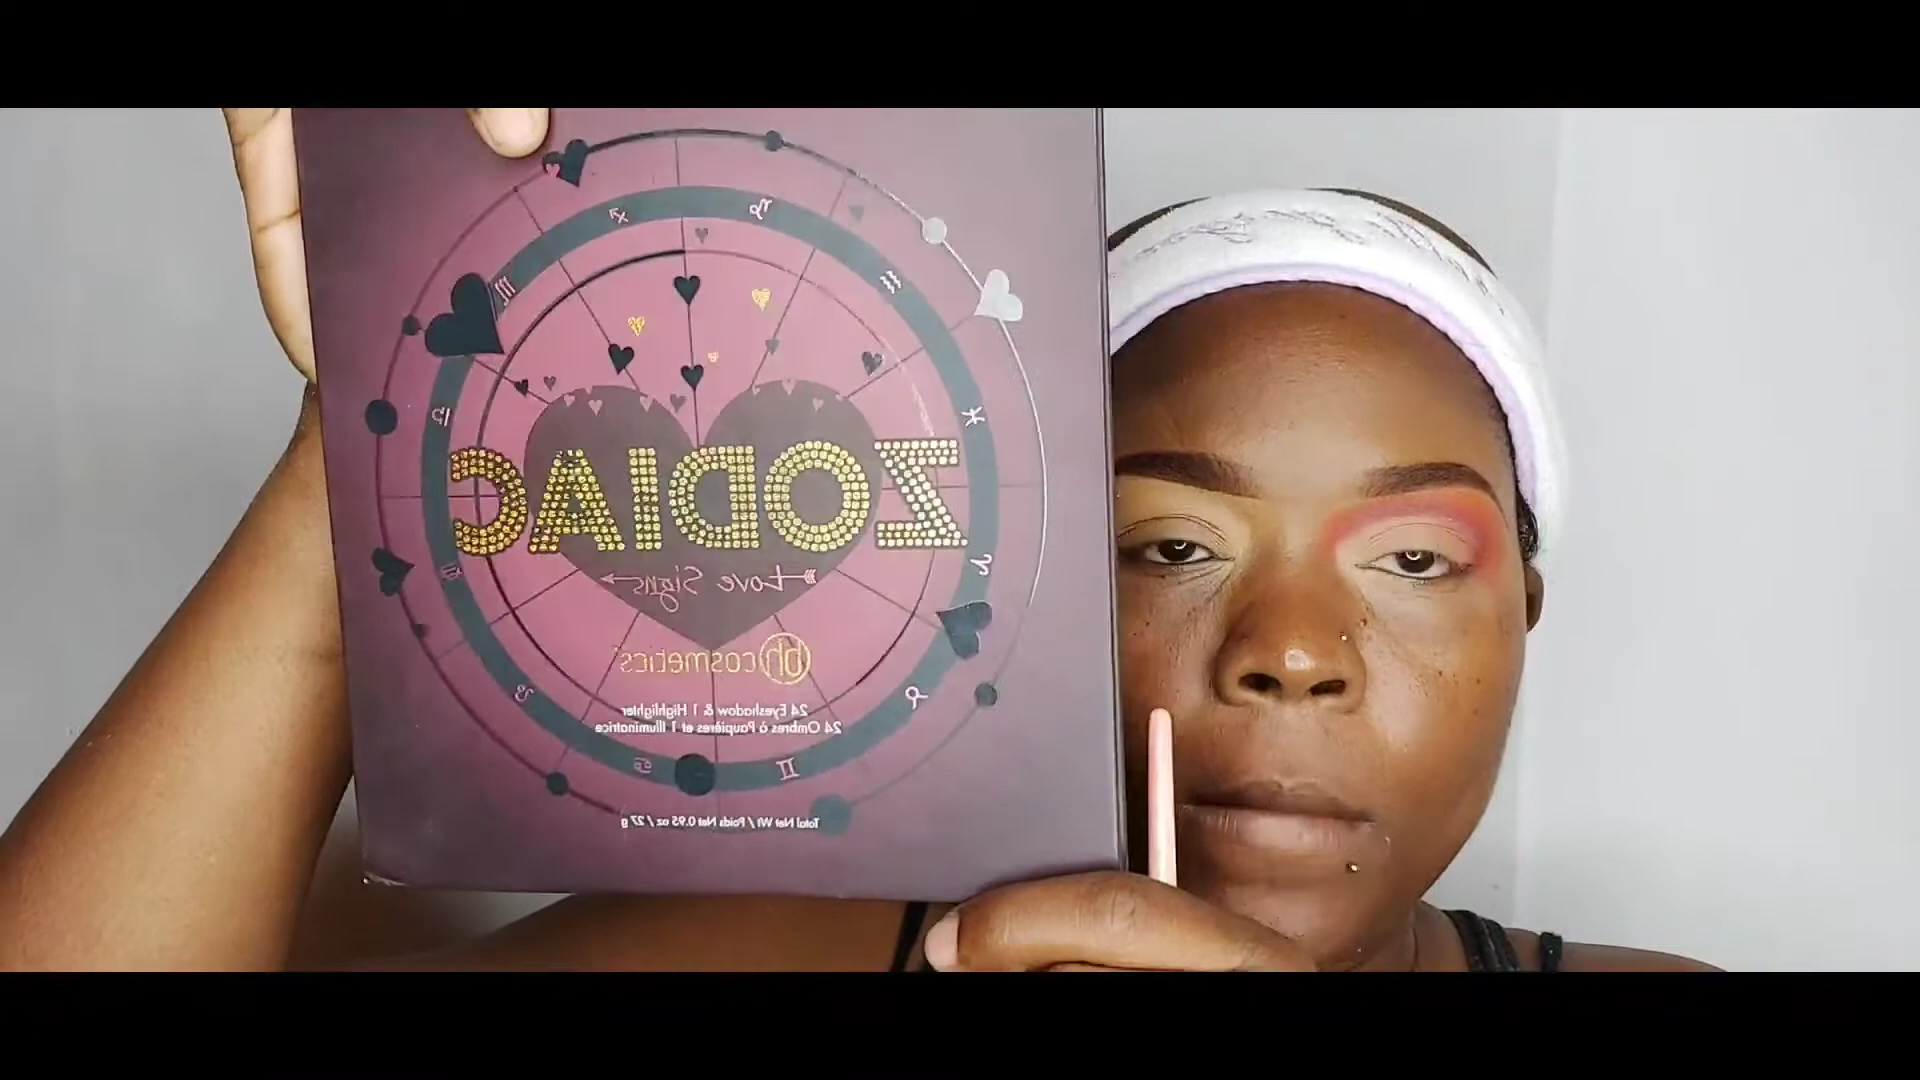 ZODIAC
Love Signs
bh cosmetics
24 Eyeshadow & 1 Highlighter
24 Ombres à Paupières et 1 Illuminatrice
Total Net Wt / Poids Net 0.95 oz / 27 g